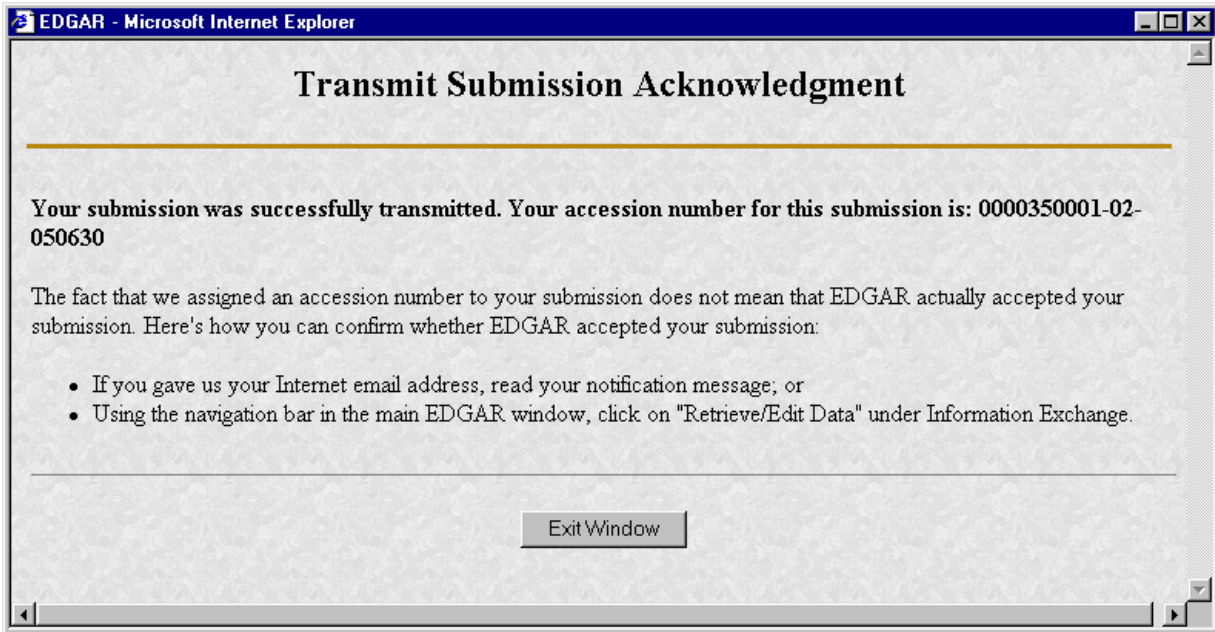 EDGAR - Microsoft Internet Explorer
Transmit Submission Acknowledgment
Your submission was successfully transmitted. Your accession number for this submission is: 0000350001-02-
050630
The fact that we assigned an accession number to your submission does not mean that EDGAR actually accepted your
submission. Here's how you can confirm whether EDGAR accepted your submission:
• If you gave us your Internet email address, read your notification message; or
• Using the navigation bar in the main EDGAR window, click on "Retrieve/Edit Data" under Information Exchange.
Exit Window